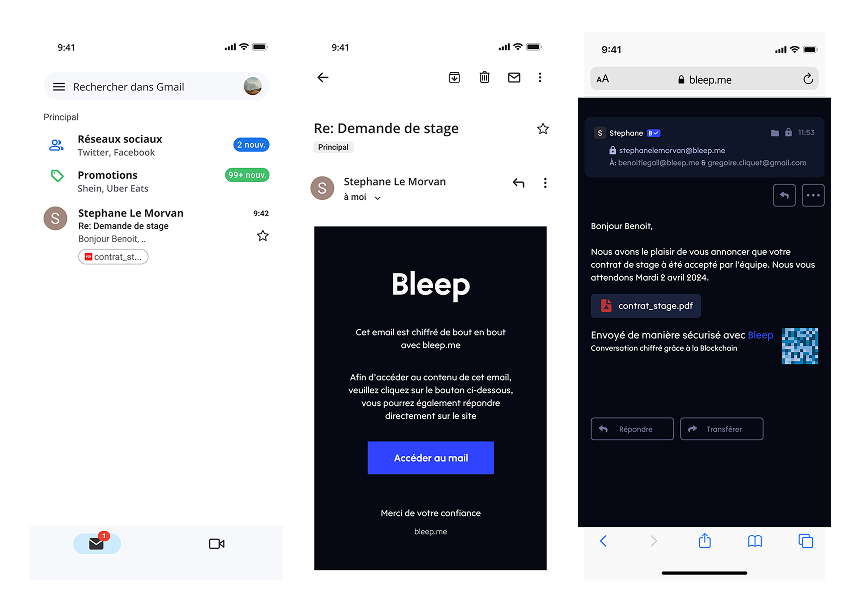 9:41
Rechercher dans Gmail
Principal
Réseaux sociaux
2 nouv.
Twitter, Facebook
Promotions
99+ nouv.
Shein, Uber Eats
S
Stephane Le Morvan
9:42
Re: Demande de stage
Bonjour Benoit, ..
contrat_st...
1
9:41
Re: Demande de stage
Principal
S
Stephane Le Morvan
à moi
Bleep
Cet email est chiffré de bout en bout
avec bleep.me
Afin d'accéder au contenu de cet email,
veuillez cliquez sur le bouton ci-dessous,
vous pourrez également répondre
directement sur le site
Accéder au mail
Merci de votre confiance
bleep.me
9:41
AA
bleep.me
S
Stephane
B
11:53
stephanelemorvan@bleep.me
À: benoitlegall@bleep.me & gregoire.cliquet@gmail.com
Bonjour Benoit,
Nous avons le plaisir de vous annoncer que votre
contrat de stage à été accepté par l'équipe. Nous vous
attendons Mardi 2 avril 2024.
contrat_stage.pdf
Envoyé de manière sécurisé avec Bleep
Conversation chiffré grâce à la Blockchain
Répondre
Transférer